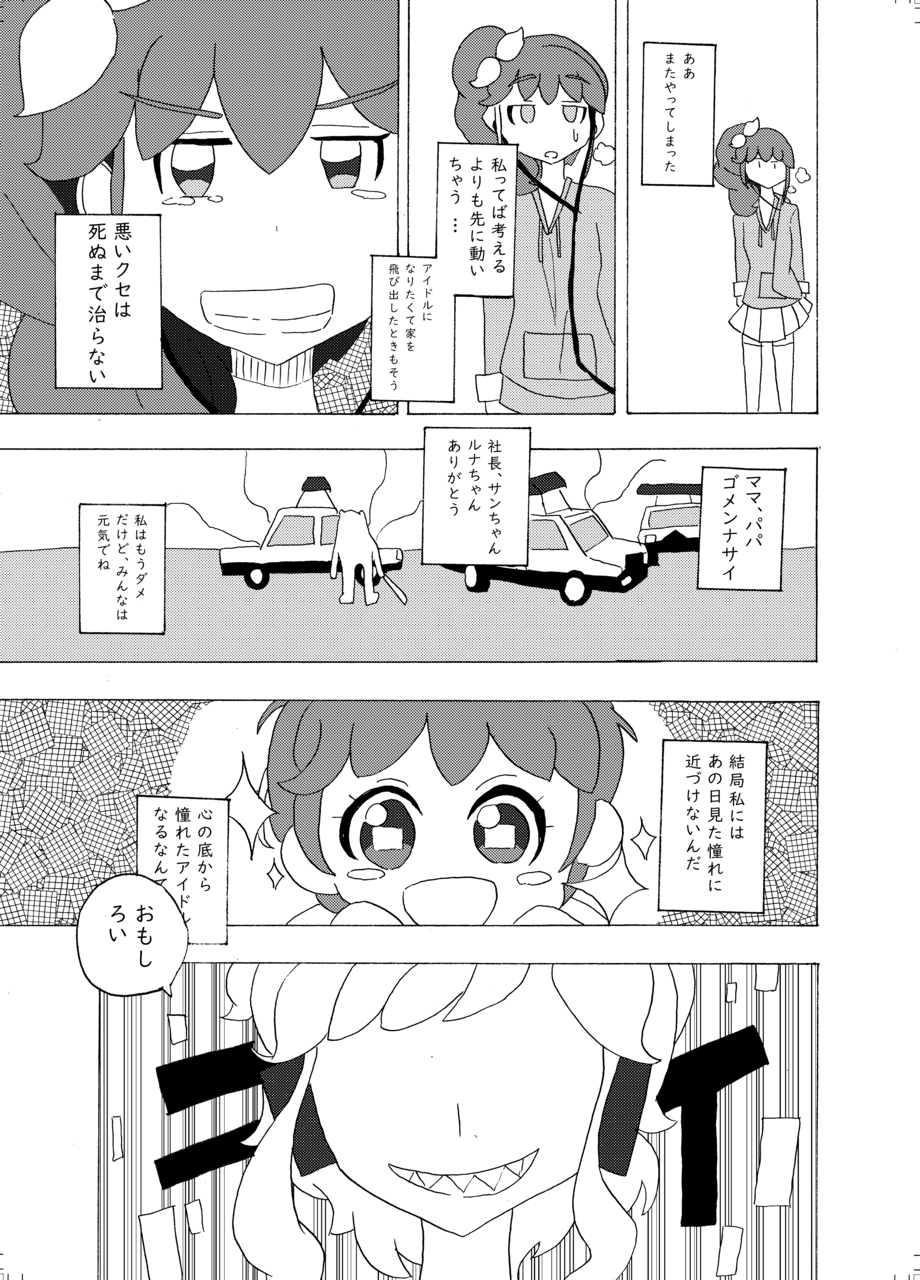 ああ
またやってしまった
私ってば考える
よりも先に動い
ちゃう…
アイドルに
なりたくて家を
飛び出したときもそう
悪いクセは
死ぬまで治らない
ママ、パパ
ゴメンナサイ
社長、サンちゃん
ルナちゃん
ありがとう
私はもうダメ
だけど、みんなは
元気でね
結局私には
あの日見た憧れに
近づけないんだ
心の底から
憧れたアイドル
なるなんて
おもし
ろい
ニイ